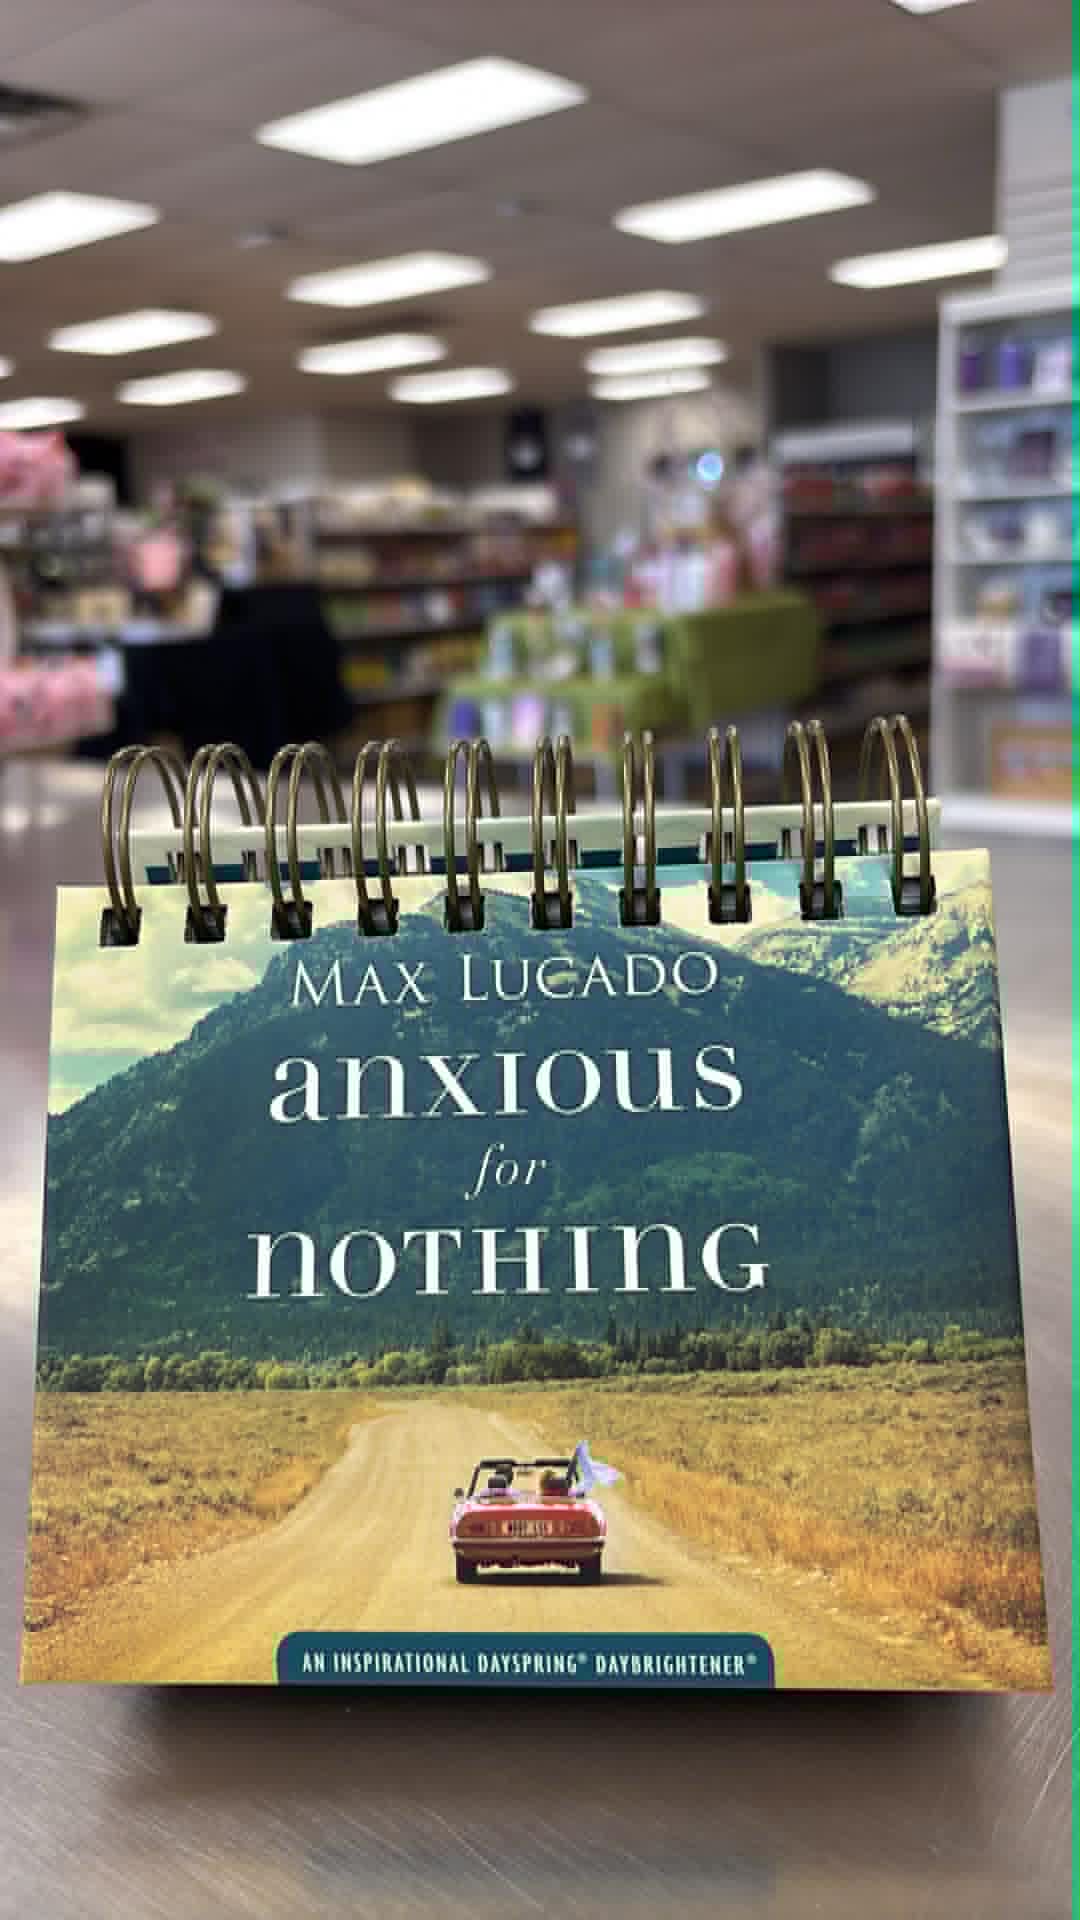 MAX LUCADO
anxious
for
NOTHING
AN INSPIRATIONAL DAYSPRING® DAYBRIGHTENER®